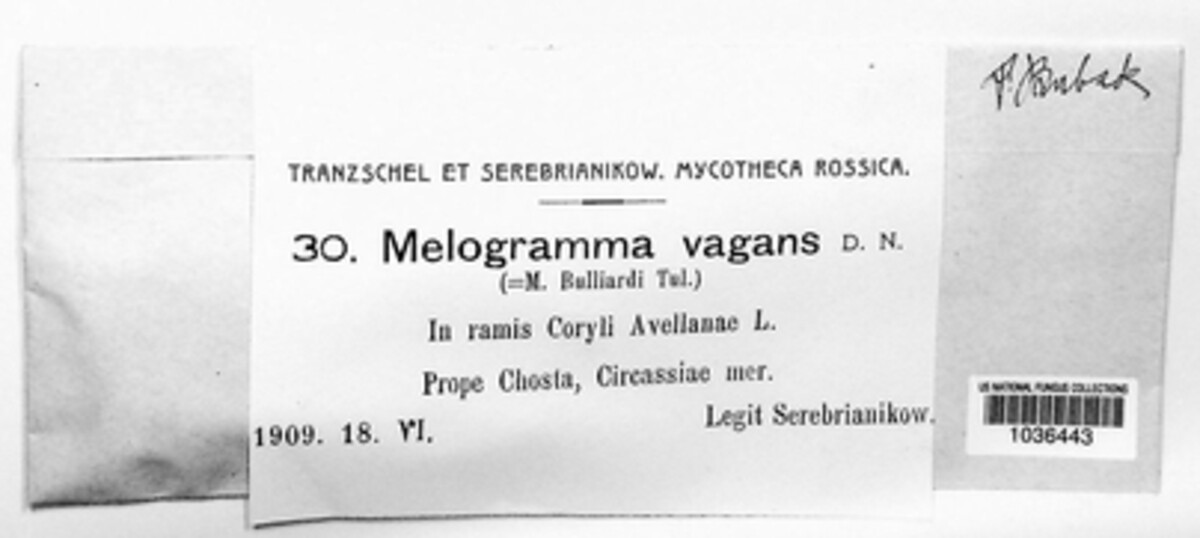 F. Bubak
TRANZSCHEL ET SEREBRIANIKOW. MYCOTHECA ROSSICA.
30. Melogramma vagans D. N.
(=M. Bulliardi Tul.)
In ramis Coryli Avellanae L.
Prope Chosta, Circassiae mer.
Legit Serebrianikow.
1909. 18. VI.
US NATIONAL FUNGUS COLLECTIONS
1036443